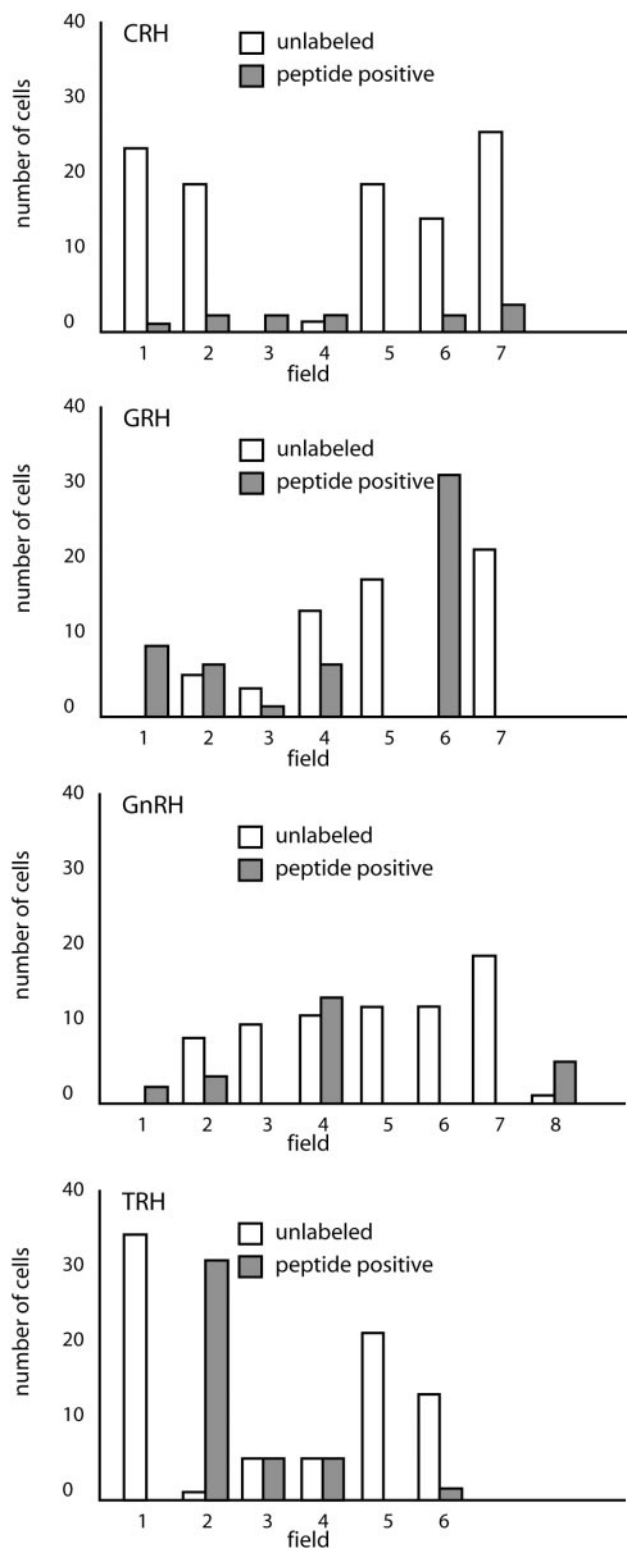 CRH
unlabeled
peptide positive
number of cells
40
30
20
10
0
1 2 3 4 5 6 7
field
GRH
unlabeled
peptide positive
number of cells
40
30
20
10
0
1 2 3 4 5 6 7
field
GnRH
unlabeled
peptide positive
number of cells
40
30
20
10
0
1 2 3 4 5 6 7 8
field
TRH
unlabeled
peptide positive
number of cells
40
30
20
10
0
1 2 3 4 5 6
field